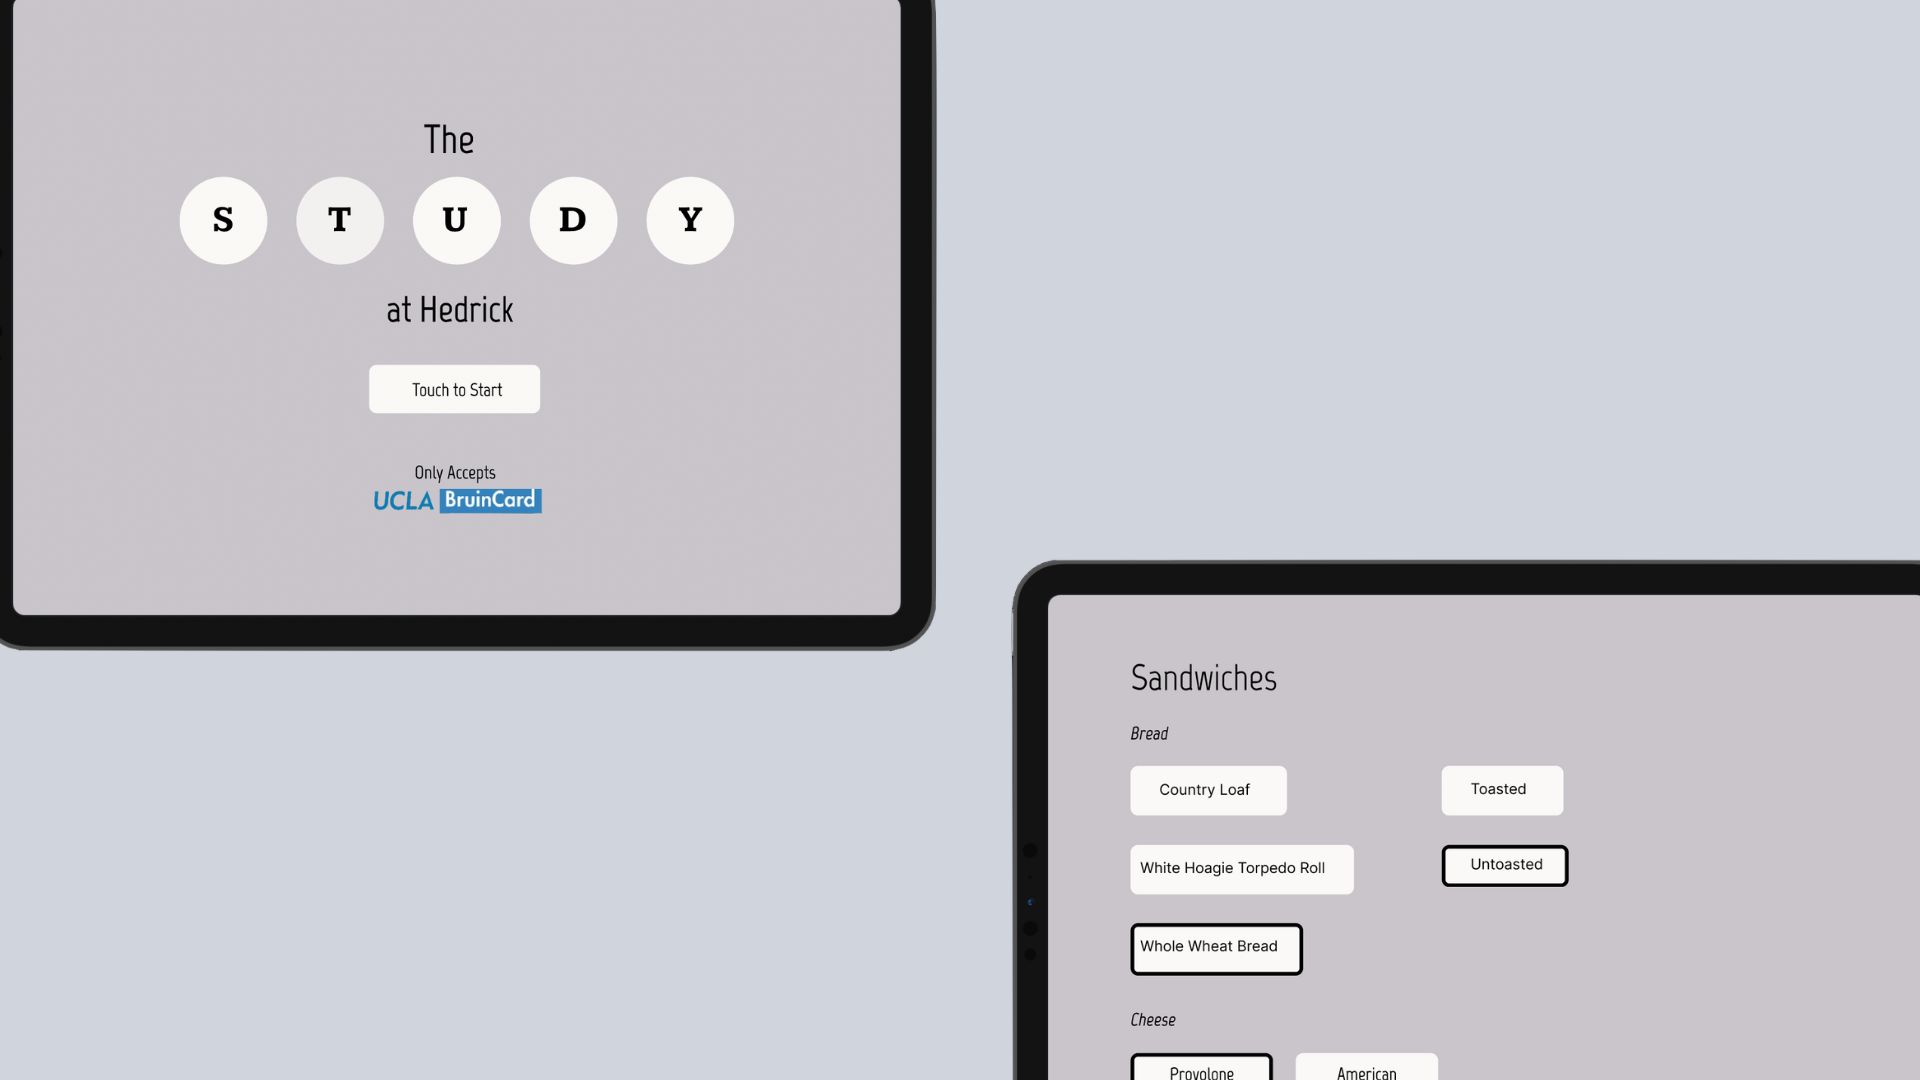 The
S T U D Y
at Hedrick
Touch to Start
Only Accepts
UCLA BruinCard
Sandwiches
Bread
Country Loaf
Toasted
White Hoagie Torpedo Roll
Untoasted
Whole Wheat Bread
Cheese
Provolone
American